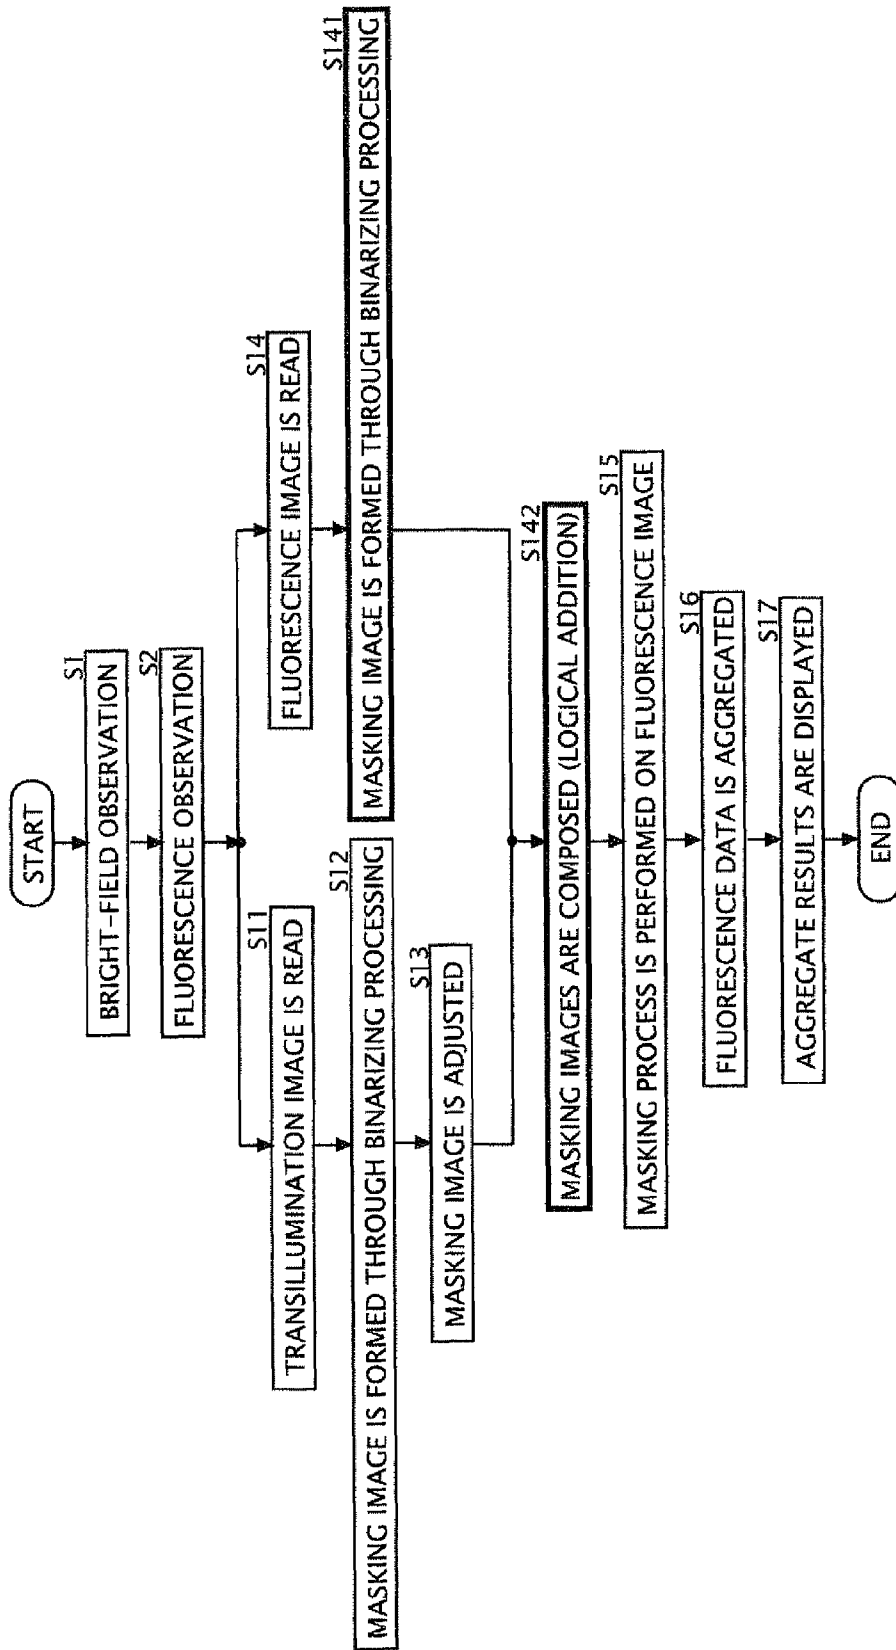 START
S1
BRIGHT-FIELD OBSERVATION
S2
FLUORESCENCE OBSERVATION
S11
TRANSILLUMINATION IMAGE IS READ
S12
MASKING IMAGE IS FORMED THROUGH BINARIZING PROCESSING
S13
MASKING IMAGE IS ADJUSTED
S14
FLUORESCENCE IMAGE IS READ
S141
MASKING IMAGE IS FORMED THROUGH BINARIZING PROCESSING
S142
MASKING IMAGES ARE COMPOSED (LOGICAL ADDITION)
S15
MASKING PROCESS IS PERFORMED ON FLUORESCENCE IMAGE
S16
FLUORESCENCE DATA IS AGGREGATED
S17
AGGREGATE RESULTS ARE DISPLAYED
END